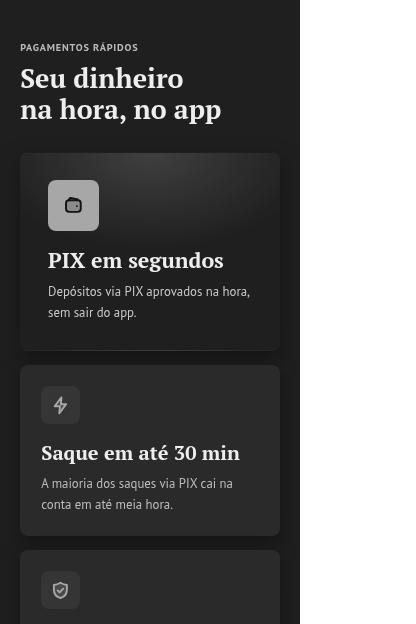 PAGAMENTOS RÁPIDOS
Seu dinheiro
na hora, no app
PIX em segundos
Depósitos via PIX aprovados na hora,
sem sair do app.
Saque em até 30 min
A maioria dos saques via PIX cai na
conta em até meia hora.